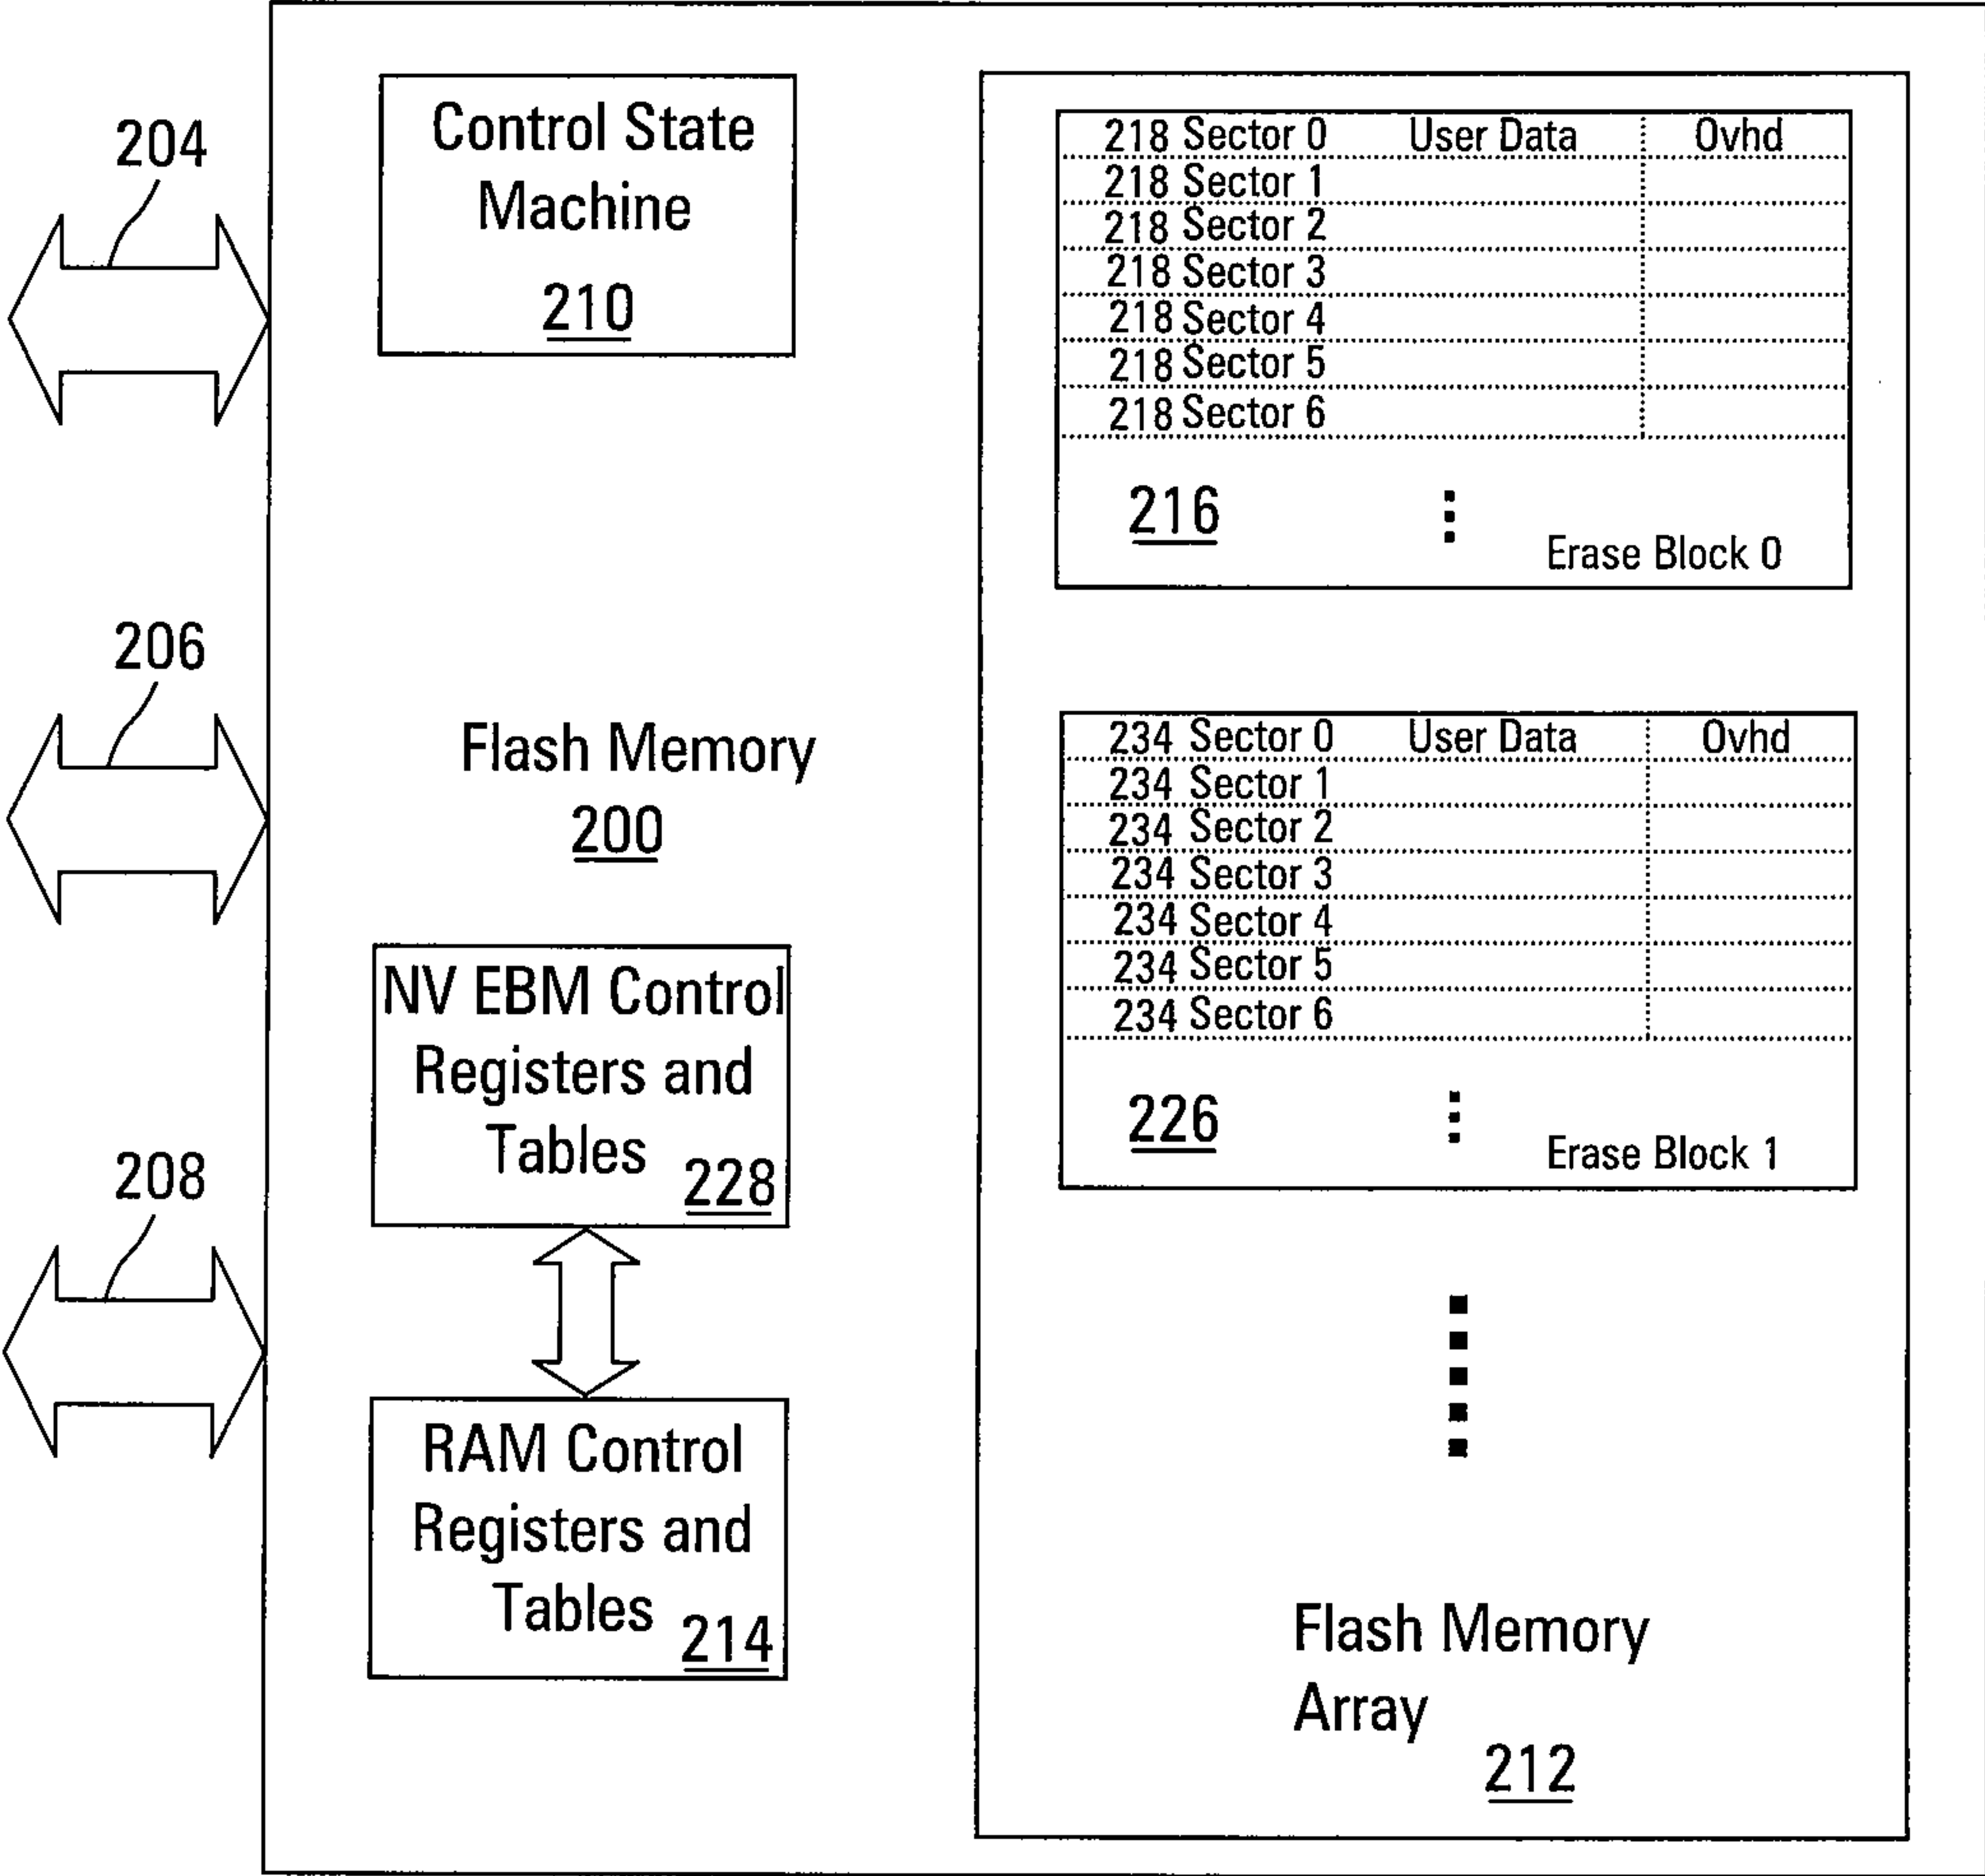 204
206
208
Control State
Machine
210
Flash Memory
200
NV EBM Control
Registers and
Tables 228
RAM Control
Registers and
Tables 214
218 Sector 0 User Data Ovhd
218 Sector 1
218 Sector 2
218 Sector 3
218 Sector 4
218 Sector 5
218 Sector 6
216
Erase Block 0
234 Sector 0 User Data Ovhd
234 Sector 1
234 Sector 2
234 Sector 3
234 Sector 4
234 Sector 5
234 Sector 6
226
Erase Block 1
Flash Memory
Array
212